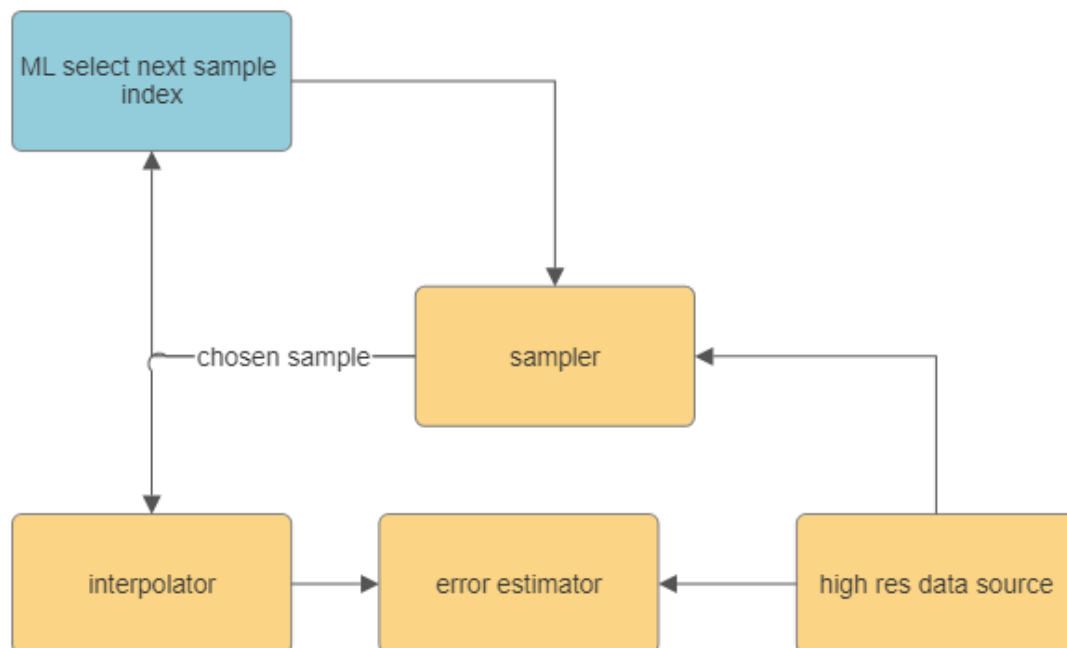 ML select next sample
index
chosen sample
sampler
interpolator
error estimator
high res data source